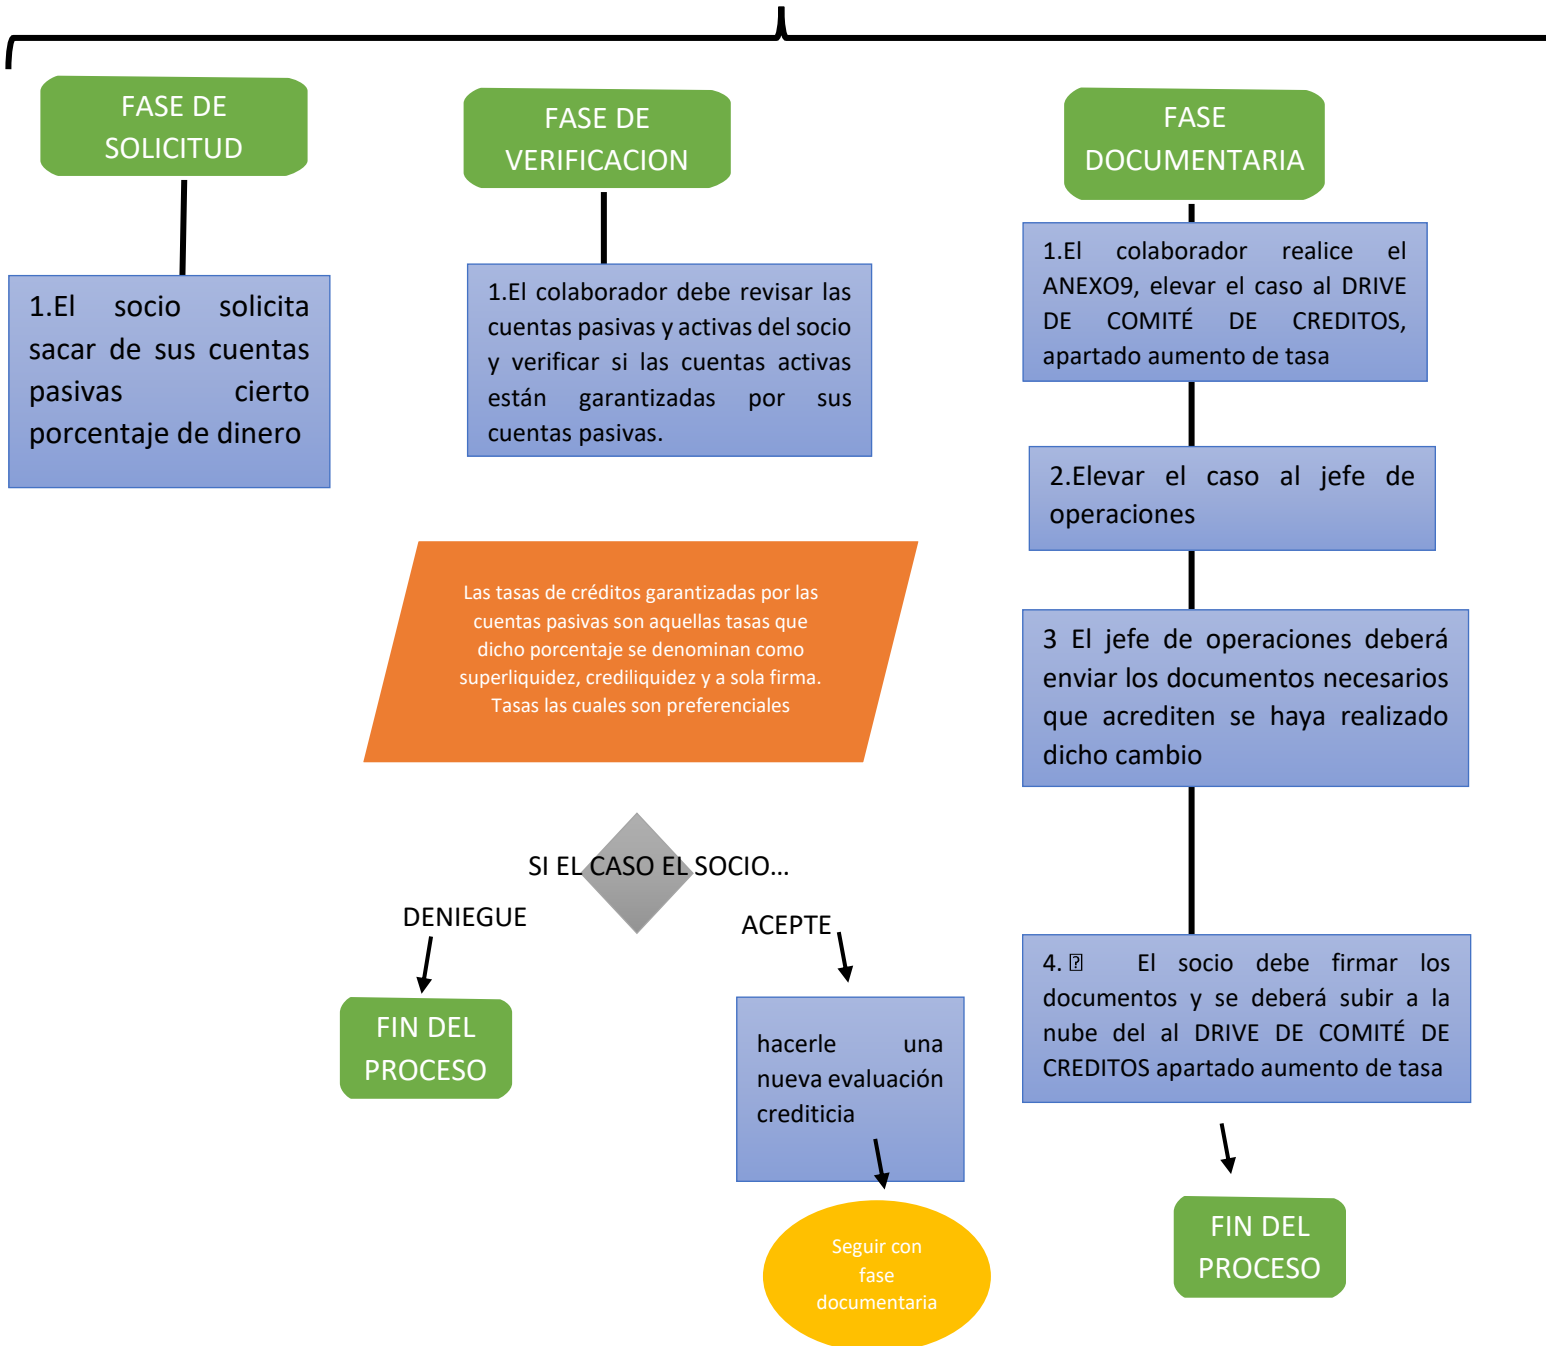 FASE DE
SOLICITUD
1.El socio solicita
sacar de sus cuentas
pasivas cierto
porcentaje de dinero
FASE DE
VERIFICACION
1.El colaborador debe revisar las
cuentas pasivas y activas del socio
y verificar si las cuentas activas
están garantizadas por sus
cuentas pasivas.
Las tasas de créditos garantizadas por las
cuentas pasivas son aquellas tasas que
dicho porcentaje se denominan como
superliquidez, crediliquidez y a sola firma.
Tasas las cuales son preferenciales
SI EL CASO EL SOCIO...
DENIEGUE
ACEPTE
FIN DEL
PROCESO
hacerle una
nueva evaluación
crediticia
Seguir con
fase
documentaria
FASE
DOCUMENTARIA
1.El colaborador realice el
ANEXO9, elevar el caso al DRIVE
DE COMITÉ DE CREDITOS,
apartado aumento de tasa
2.Elevar el caso al jefe de
operaciones
3 El jefe de operaciones deberá
enviar los documentos necesarios
que acrediten se haya realizado
dicho cambio
4. El socio debe firmar los
documentos y se deberá subir a la
nube del al DRIVE DE COMITÉ DE
CREDITOS apartado aumento de tasa
FIN DEL
PROCESO